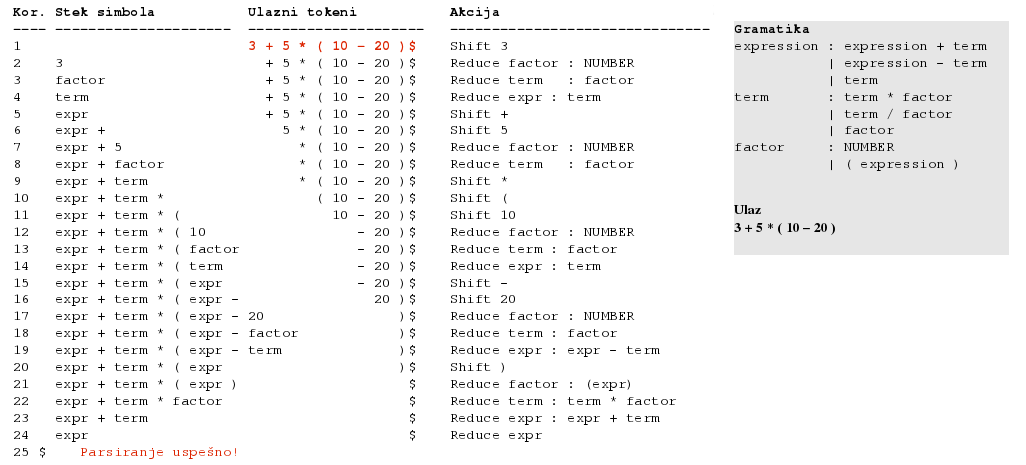 Kor. Stek simbola Ulazni tokeni Akcija
---- --------------------- --------------------- -------------------------------
1 3 + 5 * ( 10 - 20 )$ Shift 3
2 3 + 5 * ( 10 - 20 )$ Reduce factor : NUMBER
3 factor + 5 * ( 10 - 20 )$ Reduce term : factor
4 term + 5 * ( 10 - 20 )$ Reduce expr : term
5 expr + 5 * ( 10 - 20 )$ Shift +
6 expr + 5 * ( 10 - 20 )$ Shift 5
7 expr + 5 * ( 10 - 20 )$ Reduce factor : NUMBER
8 expr + factor * ( 10 - 20 )$ Reduce term : factor
9 expr + term * ( 10 - 20 )$ Shift *
10 expr + term * ( 10 - 20 )$ Shift (
11 expr + term * ( 10 - 20 )$ Shift 10
12 expr + term * ( 10 - 20 )$ Reduce factor : NUMBER
13 expr + term * ( factor - 20 )$ Reduce term : factor
14 expr + term * ( term - 20 )$ Reduce expr : term
15 expr + term * ( expr - 20 )$ Shift -
16 expr + term * ( expr - 20 )$ Shift 20
17 expr + term * ( expr - 20 )$ Reduce factor : NUMBER
18 expr + term * ( expr - factor )$ Reduce term : factor
19 expr + term * ( expr - term )$ Reduce expr : expr - term
20 expr + term * ( expr )$ Shift )
21 expr + term * ( expr ) $ Reduce factor : (expr)
22 expr + term * factor $ Reduce term : term * factor
23 expr + term $ Reduce expr : expr + term
24 expr $ Reduce expr
25 $ Parsiranje uspešno!
Gramatika
expression : expression + term
| expression - term
| term
term : term * factor
| term / factor
| factor
factor : NUMBER
| ( expression )
Ulaz
3 + 5 * ( 10 – 20 )